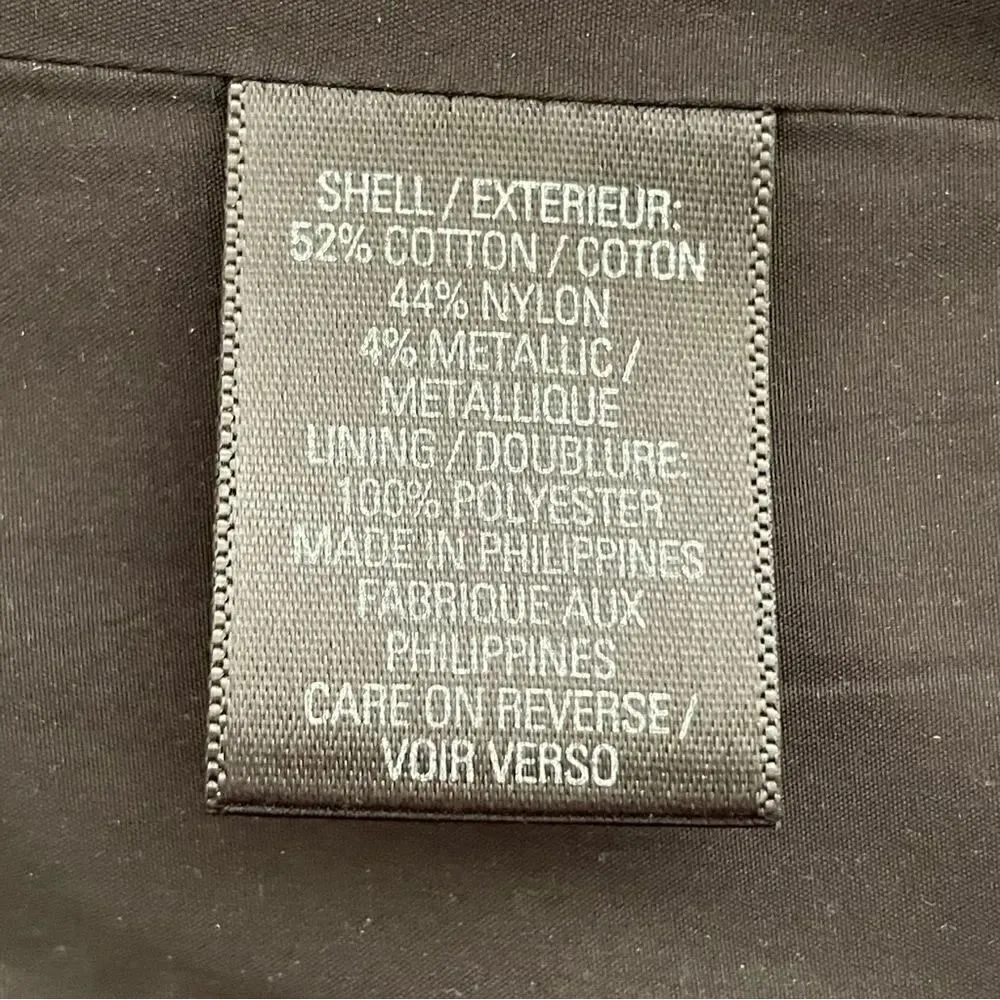 SHELL / EXTERIEUR:
52% COTTON / COTON
44% NYLON
4% METALLIC /
METALLIQUE
LINING / DOUBLURE:
100% POLYESTER
MADE IN PHILIPPINES
FABRIQUE AUX
PHILIPPINES
CARE ON REVERSE /
VOIR VERSO